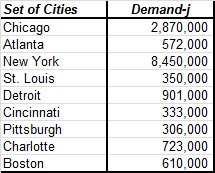 Set of Cities Demand-j
Chicago 2,870,000
Atlanta 572,000
New York 8,450,000
St. Louis 350,000
Detroit 901,000
Cincinnati 333,000
Pittsburgh 306,000
Charlotte 723,000
Boston 610,000